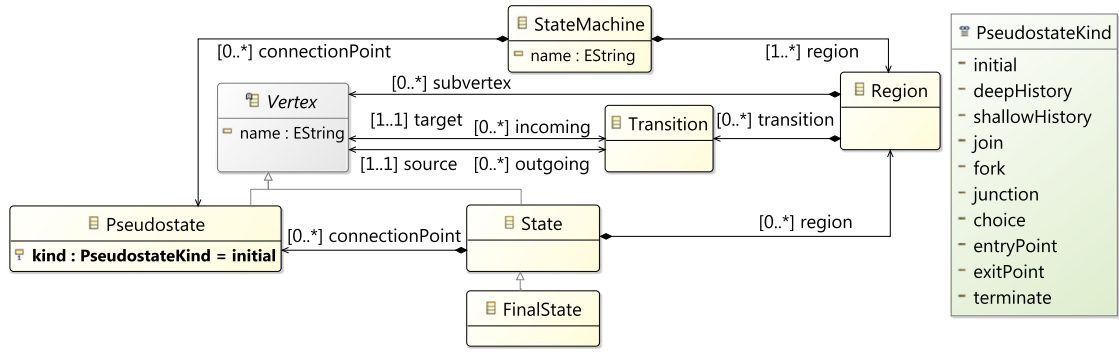 StateMachine
name : EString
[0..*] connectionPoint
[1..*] region
PseudostateKind
initial
deepHistory
shallowHistory
join
fork
junction
choice
entryPoint
exitPoint
terminate
[0..*] subvertex
Region
Vertex
name : EString
[1..1] target
[0..*] incoming
Transition
[0..*] transition
[1..1] source
[0..*] outgoing
Pseudostate
kind : PseudostateKind = initial
[0..*] connectionPoint
State
[0..*] region
FinalState